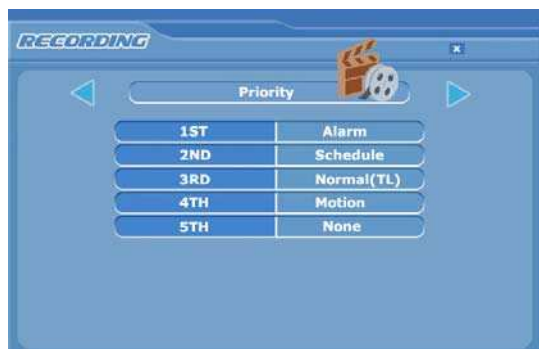 RECORDING
x
Priority
1ST Alarm
2ND Schedule
3RD Normal(TL)
4TH Motion
5TH None